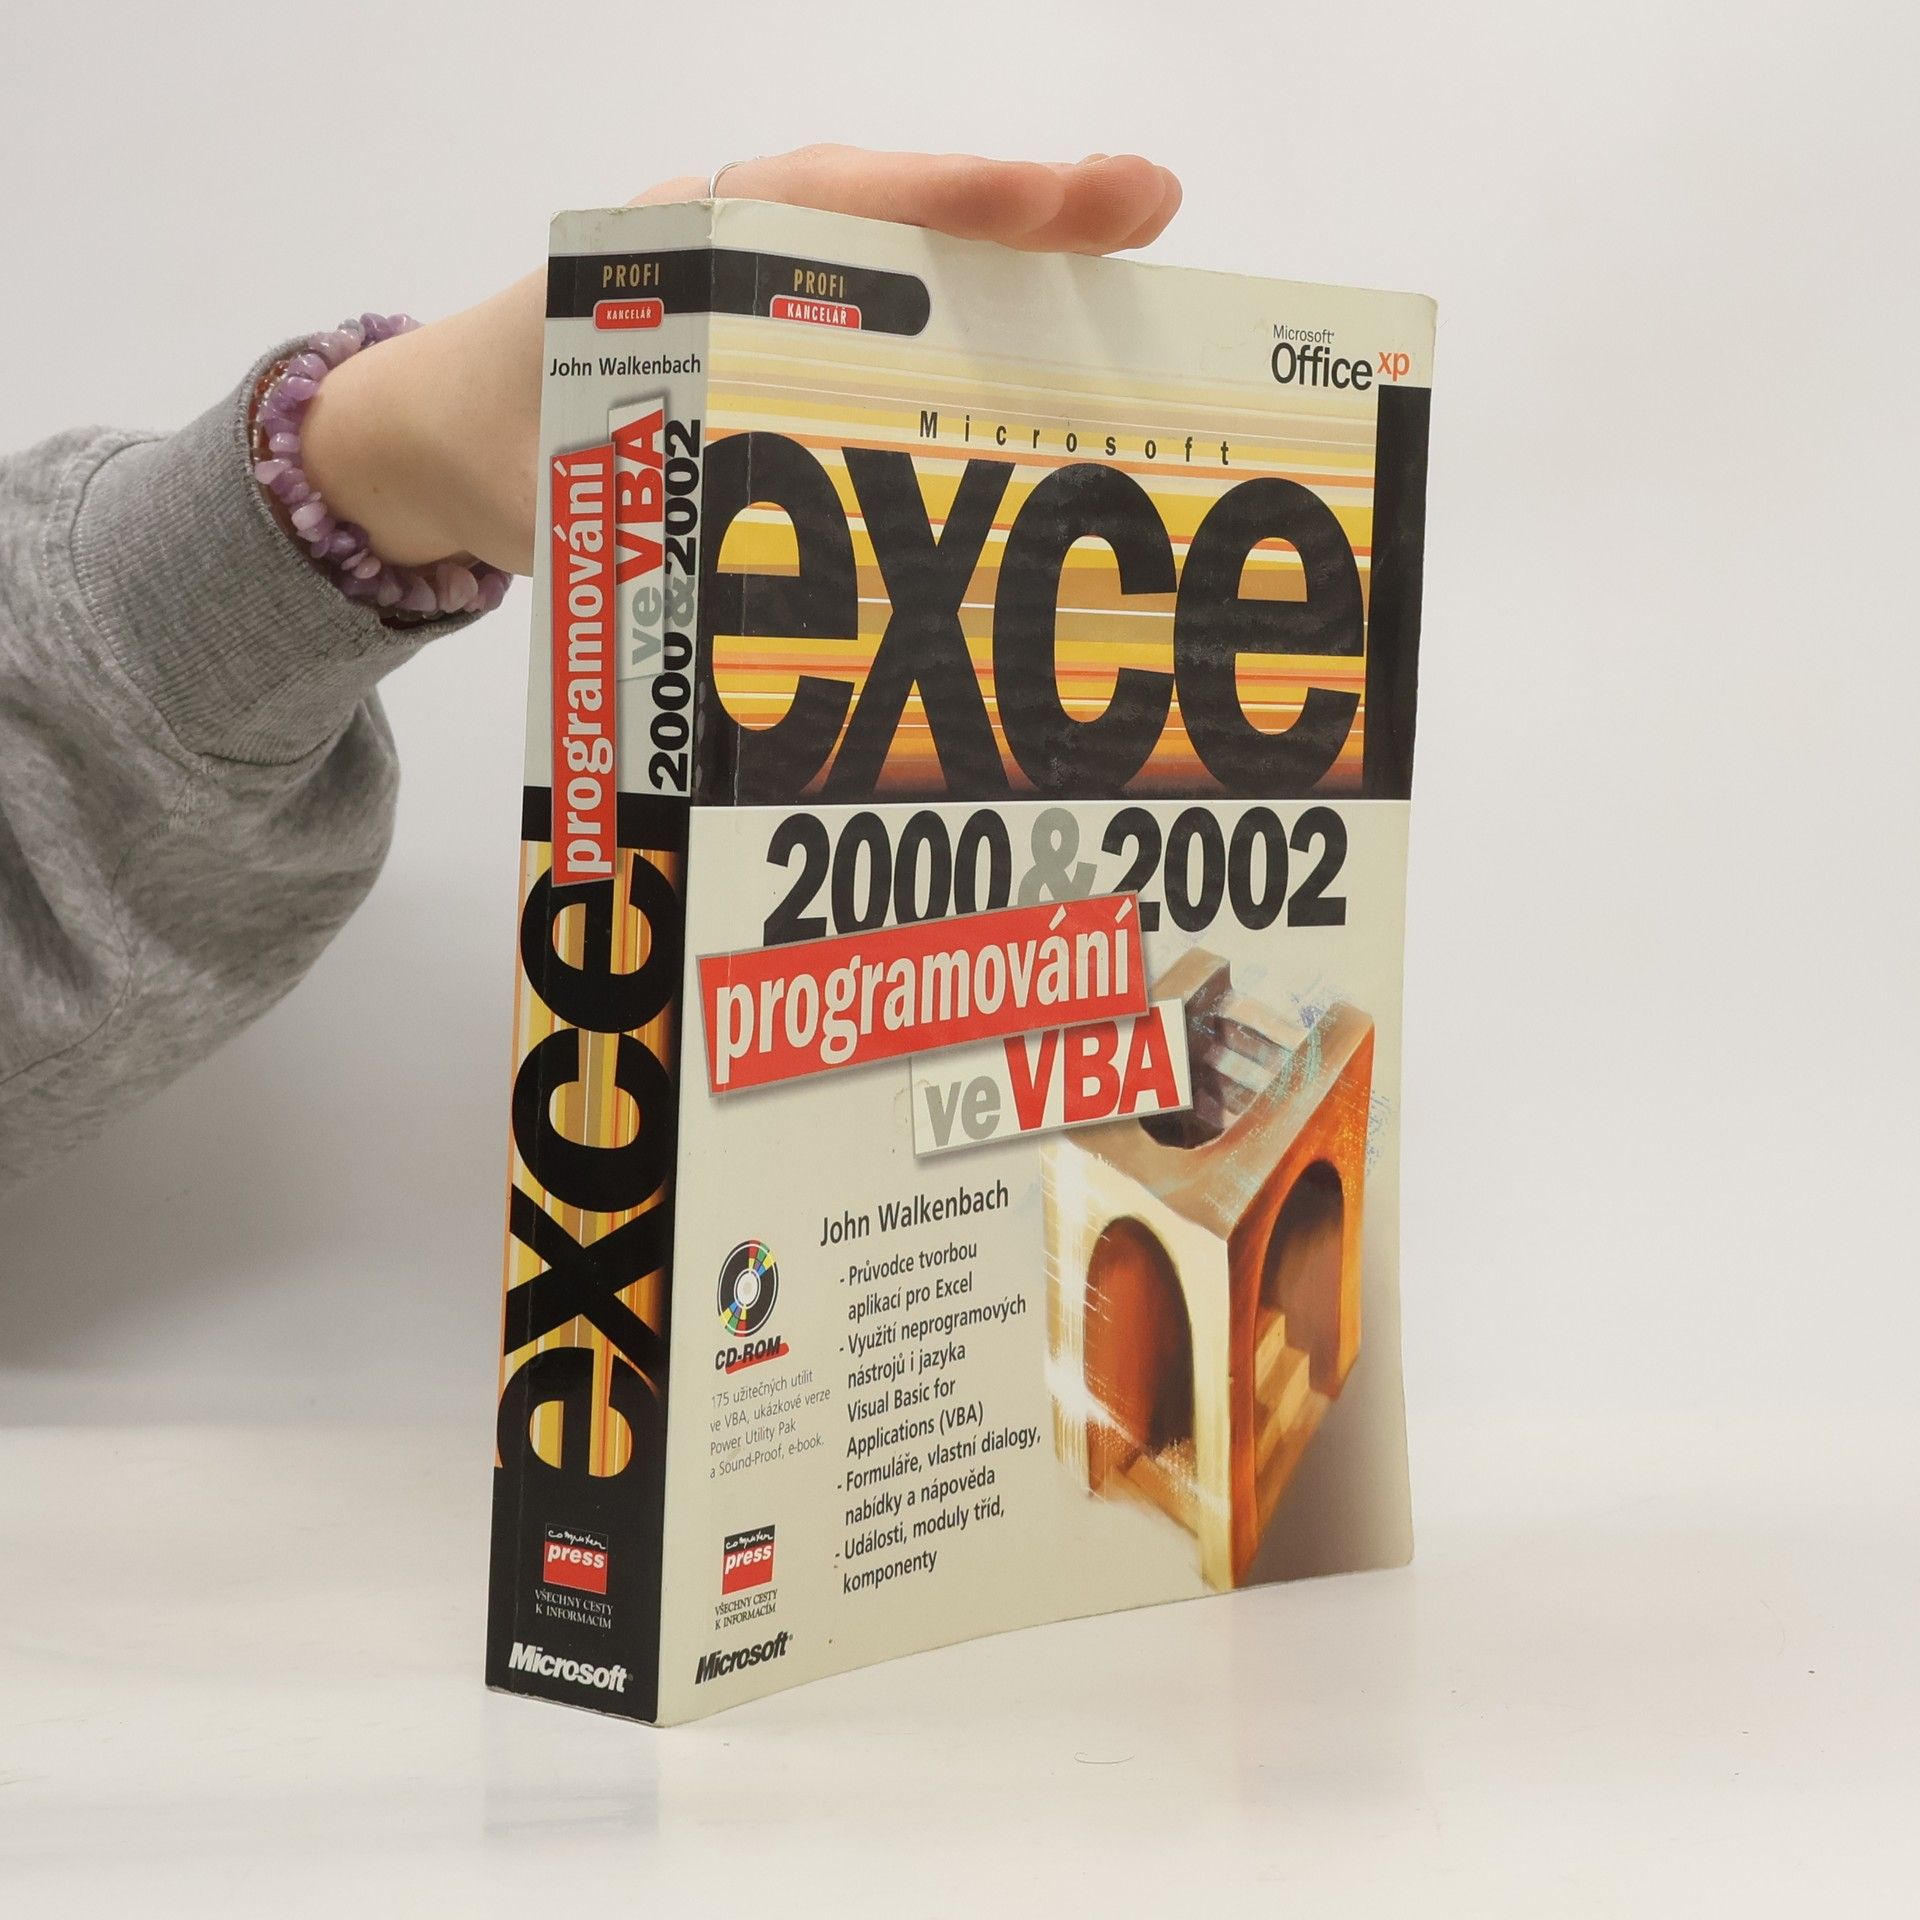 PROFI
KANCELÁŘ
John Walkenbach
programování
ve VBA
2000 & 2002
excel
computer
press
VŠECHNY CESTY
K INFORMACÍM
Microsoft
PROFI
KANCELÁŘ
Microsoft
Office xp
Microsoft
excel
2000 & 2002
programování
ve VBA
John Walkenbach
- Průvodce tvorbou
aplikací pro Excel
- Využití neprogramových
nástrojů i jazyka
Visual Basic for
Applications (VBA)
- Formuláře, vlastní dialogy,
nabídky a nápověda
- Události, moduly tříd,
komponenty
CD-ROM
175 užitečných utilit
ve VBA, ukázkové verze
Power Utility Pak
a Sound-Proof, e-book.
computer
press
VŠECHNY CESTY
K INFORMACÍM
Microsoft